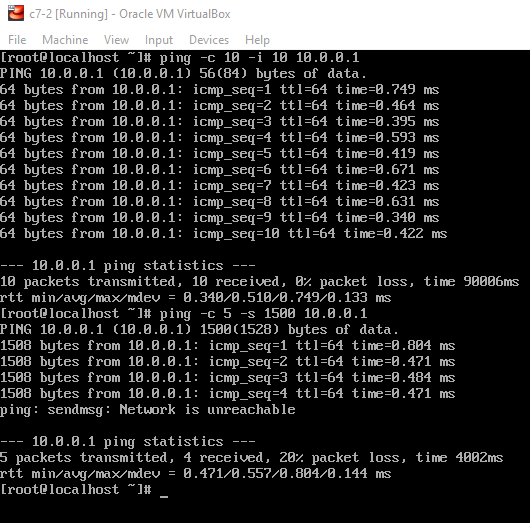 c7-2 [Running] - Oracle VM VirtualBox
File Machine View Input Devices Help
[root@localhost ~]# ping -c 10 -i 10 10.0.0.1
PING 10.0.0.1 (10.0.0.1) 56(84) bytes of data.
64 bytes from 10.0.0.1: icmp_seq=1 ttl=64 time=0.749 ms
64 bytes from 10.0.0.1: icmp_seq=2 ttl=64 time=0.464 ms
64 bytes from 10.0.0.1: icmp_seq=3 ttl=64 time=0.395 ms
64 bytes from 10.0.0.1: icmp_seq=4 ttl=64 time=0.593 ms
64 bytes from 10.0.0.1: icmp_seq=5 ttl=64 time=0.419 ms
64 bytes from 10.0.0.1: icmp_seq=6 ttl=64 time=0.671 ms
64 bytes from 10.0.0.1: icmp_seq=7 ttl=64 time=0.423 ms
64 bytes from 10.0.0.1: icmp_seq=8 ttl=64 time=0.631 ms
64 bytes from 10.0.0.1: icmp_seq=9 ttl=64 time=0.340 ms
64 bytes from 10.0.0.1: icmp_seq=10 ttl=64 time=0.422 ms
--- 10.0.0.1 ping statistics ---
10 packets transmitted, 10 received, 0% packet loss, time 90006ms
rtt min/avg/max/mdev = 0.340/0.510/0.749/0.133 ms
[root@localhost ~]# ping -c 5 -s 1500 10.0.0.1
PING 10.0.0.1 (10.0.0.1) 1500(1528) bytes of data.
1508 bytes from 10.0.0.1: icmp_seq=1 ttl=64 time=0.804 ms
1508 bytes from 10.0.0.1: icmp_seq=2 ttl=64 time=0.471 ms
1508 bytes from 10.0.0.1: icmp_seq=3 ttl=64 time=0.484 ms
1508 bytes from 10.0.0.1: icmp_seq=4 ttl=64 time=0.471 ms
ping: sendmsg: Network is unreachable
--- 10.0.0.1 ping statistics ---
5 packets transmitted, 4 received, 20% packet loss, time 4002ms
rtt min/avg/max/mdev = 0.471/0.557/0.804/0.144 ms
[root@localhost ~]# _